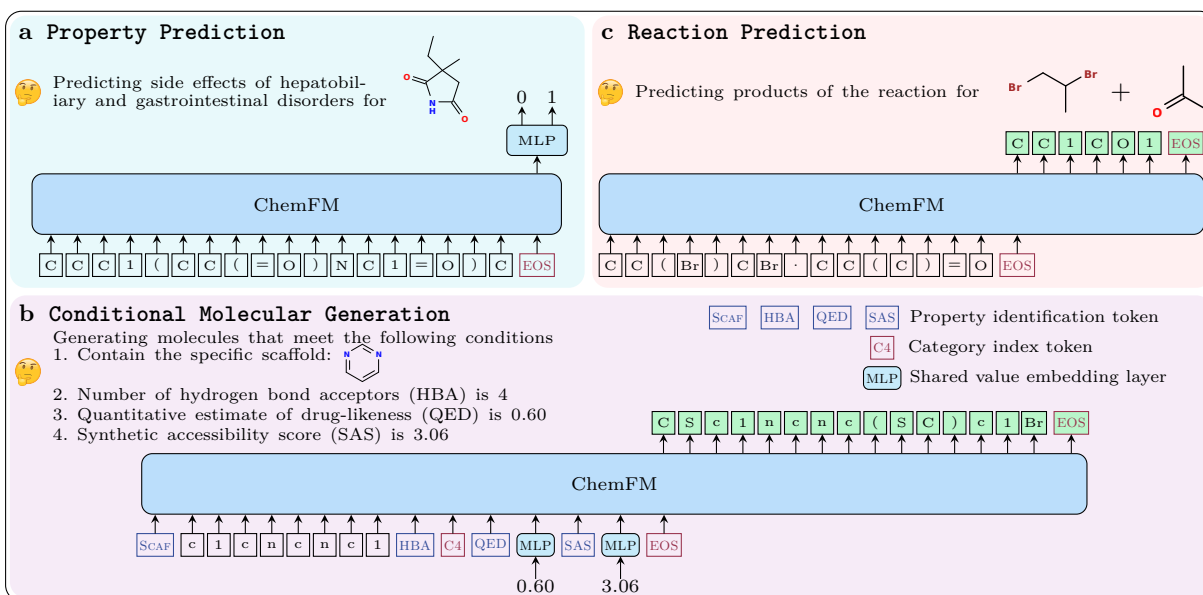 a Property Prediction
Predicting side effects of hepatobil-
iary and gastrointestinal disorders for
O
N
H
O
0 1
MLP
ChemFM
C C C 1 ( C C ( = O ) N C 1 = O ) C EOS
c Reaction Prediction
Predicting products of the reaction for
Br
Br
+
O
C C 1 C O 1 EOS
ChemFM
C C ( Br ) C Br . C C ( C ) = O EOS
b Conditional Molecular Generation
Generating molecules that meet the following conditions
1. Contain the specific scaffold:
N N
2. Number of hydrogen bond acceptors (HBA) is 4
3. Quantitative estimate of drug-likeness (QED) is 0.60
4. Synthetic accessibility score (SAS) is 3.06
SCAF HBA QED SAS Property identification token
C4 Category index token
MLP Shared value embedding layer
C S c 1 n c n c ( S C ) c 1 Br EOS
ChemFM
SCAF c 1 c n c n c 1 HBA C4 QED MLP SAS MLP EOS
0.60 3.06